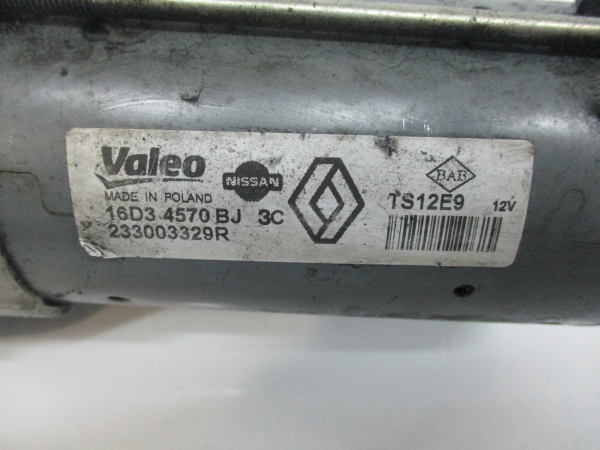 Valeo
MADE IN POLAND
NISSAN
BAB
16D3 4570 BJ 3C
TS12E9 12V
233003329R